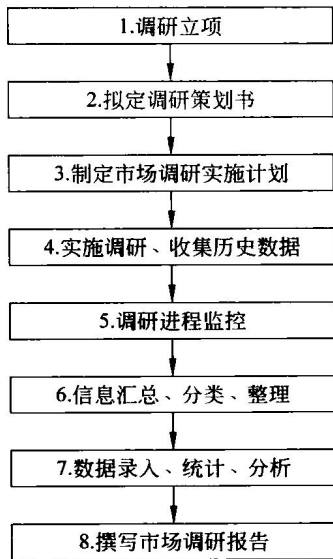 1.调研立项
2.拟定调研策划书
3.制定市场调研实施计划
4.实施调研、收集历史数据
5.调研进程监控
6.信息汇总、分类、整理
7.数据录入、统计、分析
8.撰写市场调研报告